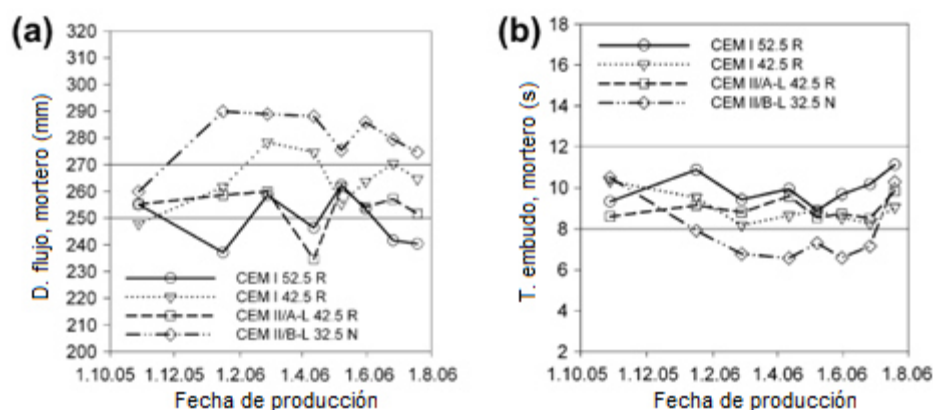 (a)
D. flujo, mortero (mm)
320
310
300
290
280
270
260
250
240
230
220
210
200
CEM I 52.5 R
CEM I 42.5 R
CEM II/A-L 42.5 R
CEM II/B-L 32.5 N
1.10.05 1.12.05 1.2.06 1.4.06 1.6.06 1.8.06
Fecha de producción
(b)
T. embudo, mortero (s)
18
16
14
12
10
8
6
4
2
CEM I 52.5 R
CEM I 42.5 R
CEM II/A-L 42.5 R
CEM II/B-L 32.5 N
1.10.05 1.12.05 1.2.06 1.4.06 1.6.06 1.8.06
Fecha de producción